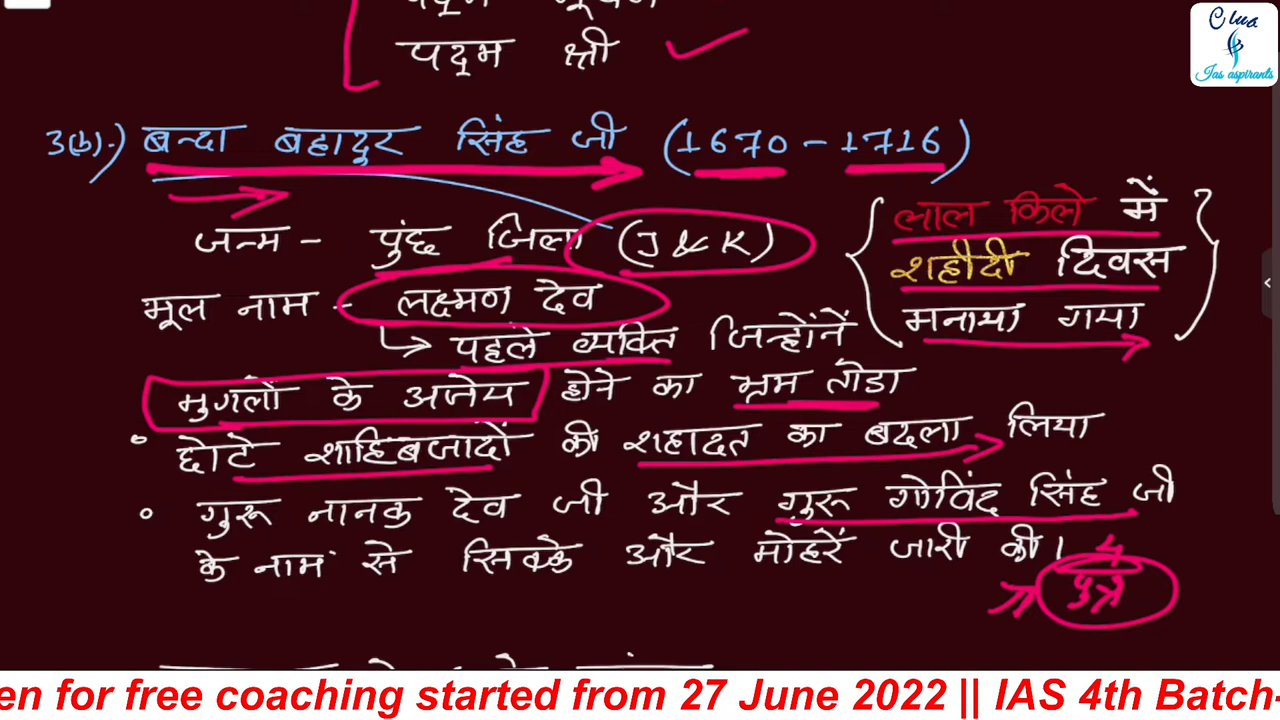 Clue
Ias aspirants
पद्म श्री
3(b).) बन्दा बहादुर सिंह जी (1670 - 1716)
जन्म - पुंछ जिला (J & K)
लाल किले में
शहीदी दिवस
मनाया गया
मूल नाम - लक्ष्मण देव
↳ पहले व्यक्ति जिन्होंनें
मुगलों के अजेय होने का भ्रम तोडा
• छोटे शाहिबजादों की शहादत का बदला लिया
• गुरू नानक देव जी और गुरू गोविंद सिंह जी
के नाम से सिक्के और मोहरें जारी की।
4
पुत्र
en for free coaching started from 27 June 2022 || IAS 4th Batch-